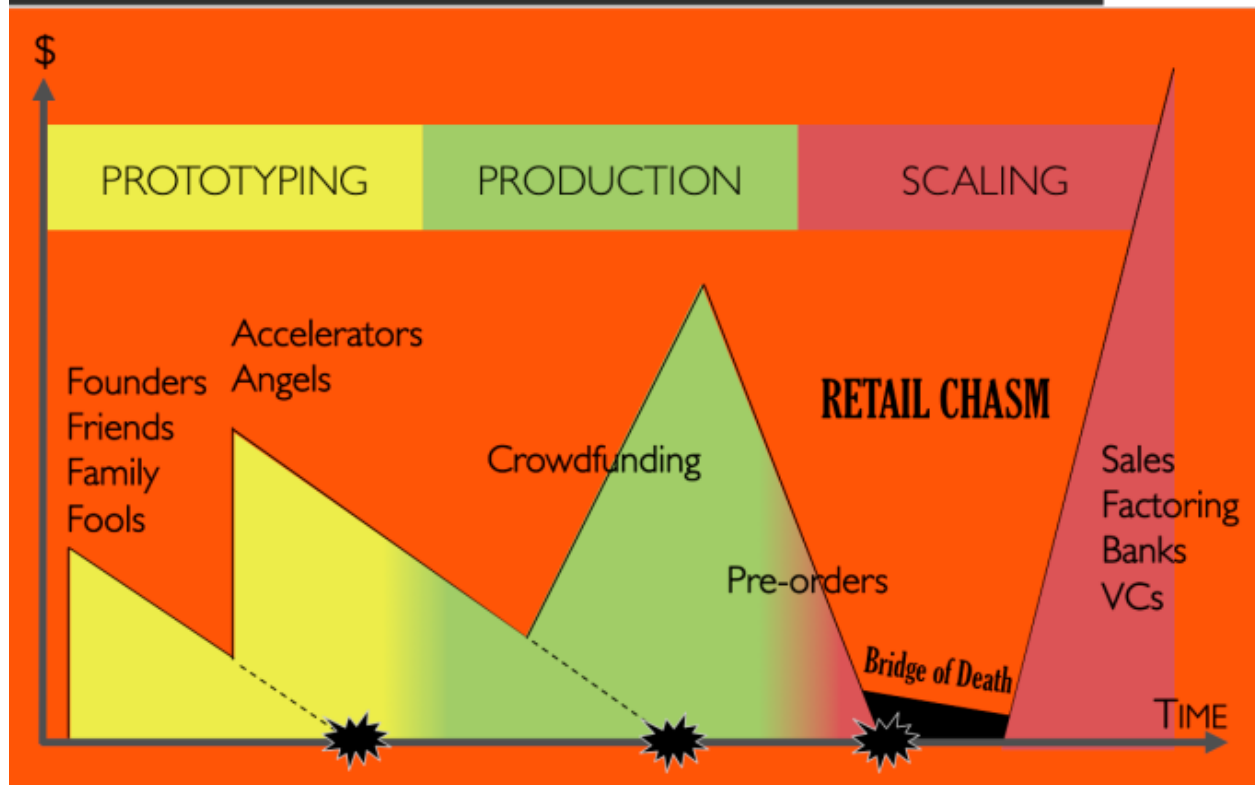 $
PROTOTYPING
PRODUCTION
SCALING
Founders
Friends
Family
Fools
Accelerators
Angels
Crowdfunding
Pre-orders
RETAIL CHASM
Bridge of Death
Sales
Factoring
Banks
VCs
TIME